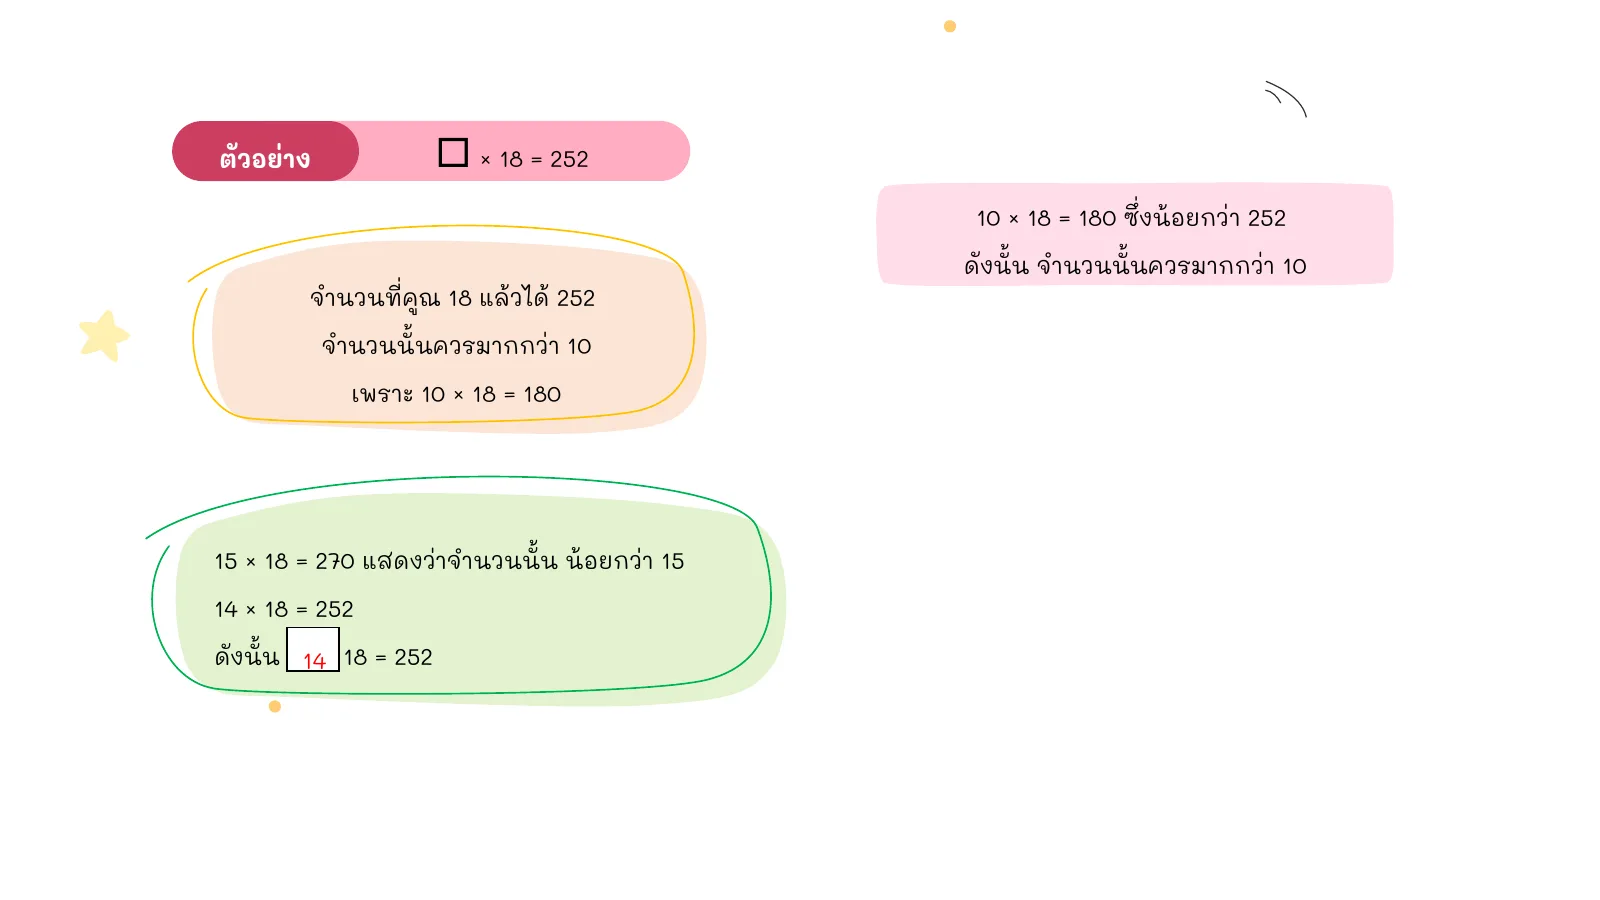 ตัวอย่าง □ × 18 = 252
จำนวนที่คูณ 18 แล้วได้ 252
จำนวนนั้นควรมากกว่า 10
เพราะ 10 × 18 = 180
15 × 18 = 270 แสดงว่าจำนวนนั้น น้อยกว่า 15
14 × 18 = 252
ดังนั้น 14 18 = 252
10 × 18 = 180 ซึ่งน้อยกว่า 252
ดังนั้น จำนวนนั้นควรมากกว่า 10